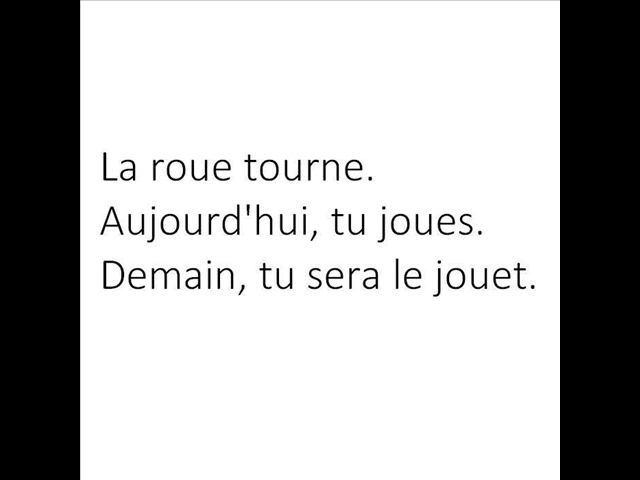 La roue tourne.
Aujourd'hui, tu joues.
Demain, tu sera le jouet.